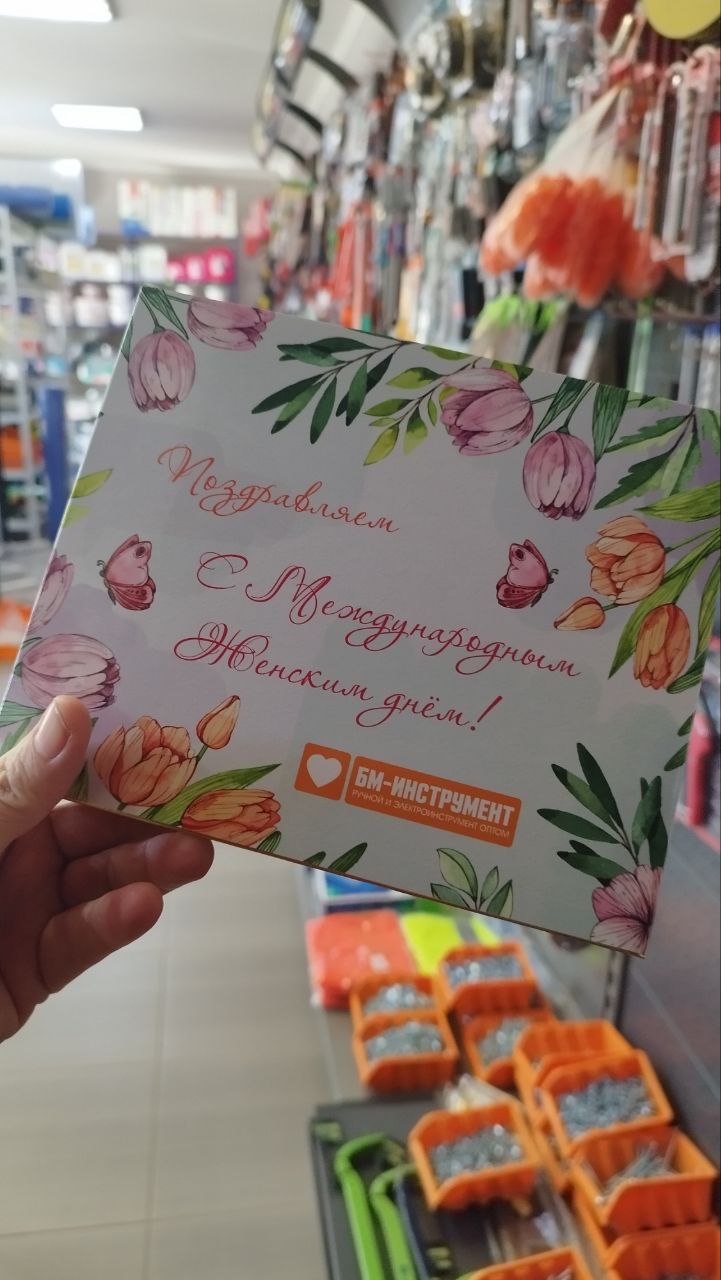 Поздравляем
С Международным
Женским днём!
БМ-ИНСТРУМЕНТ
РУЧНОЙ И ЭЛЕКТРОИНСТРУМЕНТ ОПТОМ